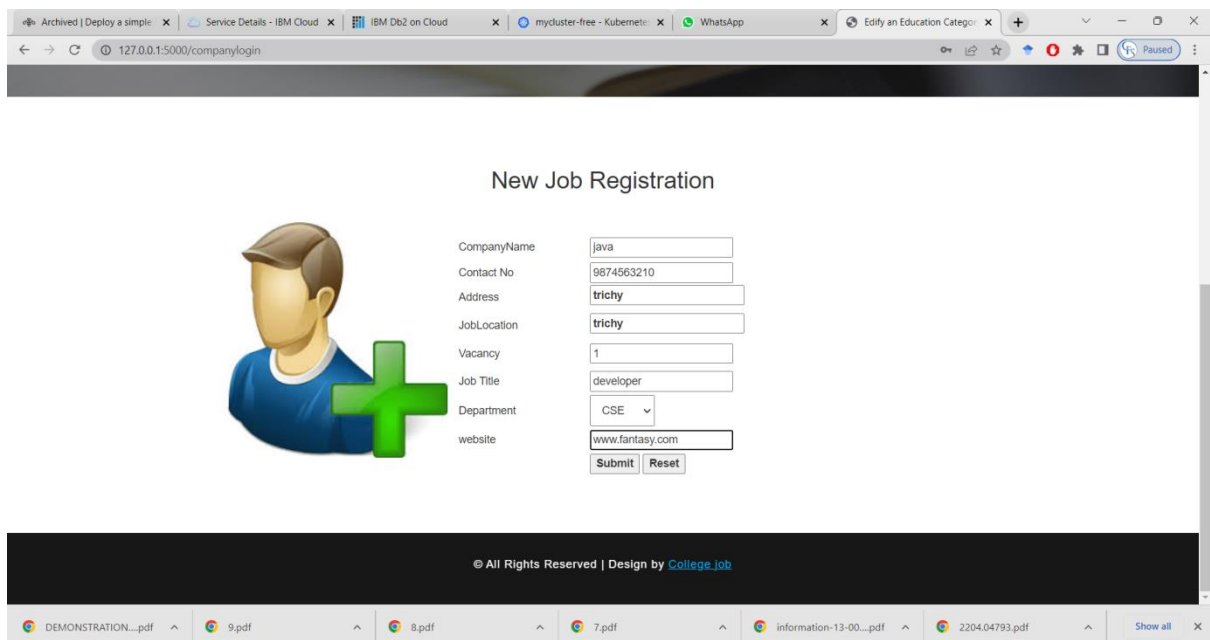 Archived | Deploy a simple
Service Details - IBM Cloud
IBM Db2 on Cloud
mycluster-free - Kubernete
WhatsApp
Edify an Education Categor
127.0.0.1:5000/companylogin
Paused
New Job Registration
CompanyName java
Contact No 9874563210
Address trichy
JobLocation trichy
Vacancy 1
Job Title developer
Department CSE
website www.fantasy.com
Submit Reset
© All Rights Reserved | Design by College job
DEMONSTRATION....pdf
9.pdf
8.pdf
7.pdf
information-13-00....pdf
2204.04793.pdf
Show all